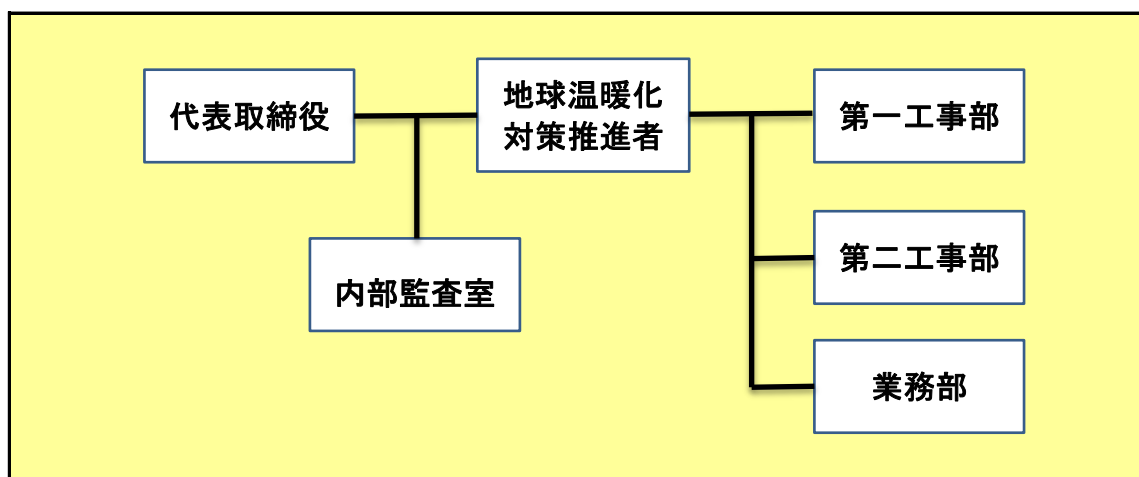 代表取締役
地球温暖化
対策推進者
第一工事部
第二工事部
内部監査室
業務部